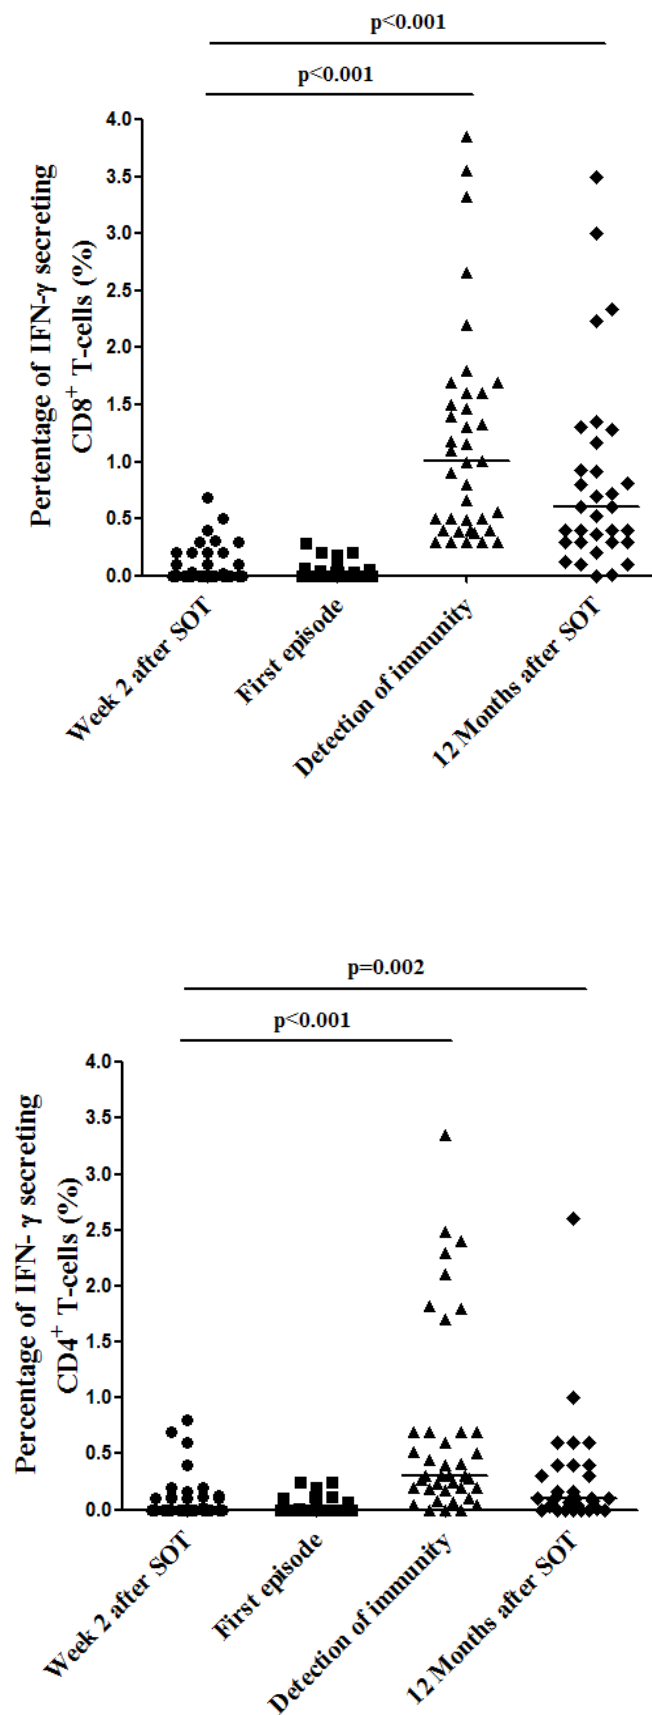 p<0.001
p<0.001
4.0
3.5
3.0
2.5
2.0
1.5
1.0
0.5
0.0
Pertentage of IFN-γ secreting
CD8+ T-cells (%)
Week 2 after SOT
First episode
Detection of immunity
12 Months after SOT
p=0.002
p<0.001
4.0
3.5
3.0
2.5
2.0
1.5
1.0
0.5
0.0
Percentage of IFN- γ secreting
CD4+ T-cells (%)
Week 2 after SOT
First episode
Detection of immunity
12 Months after SOT